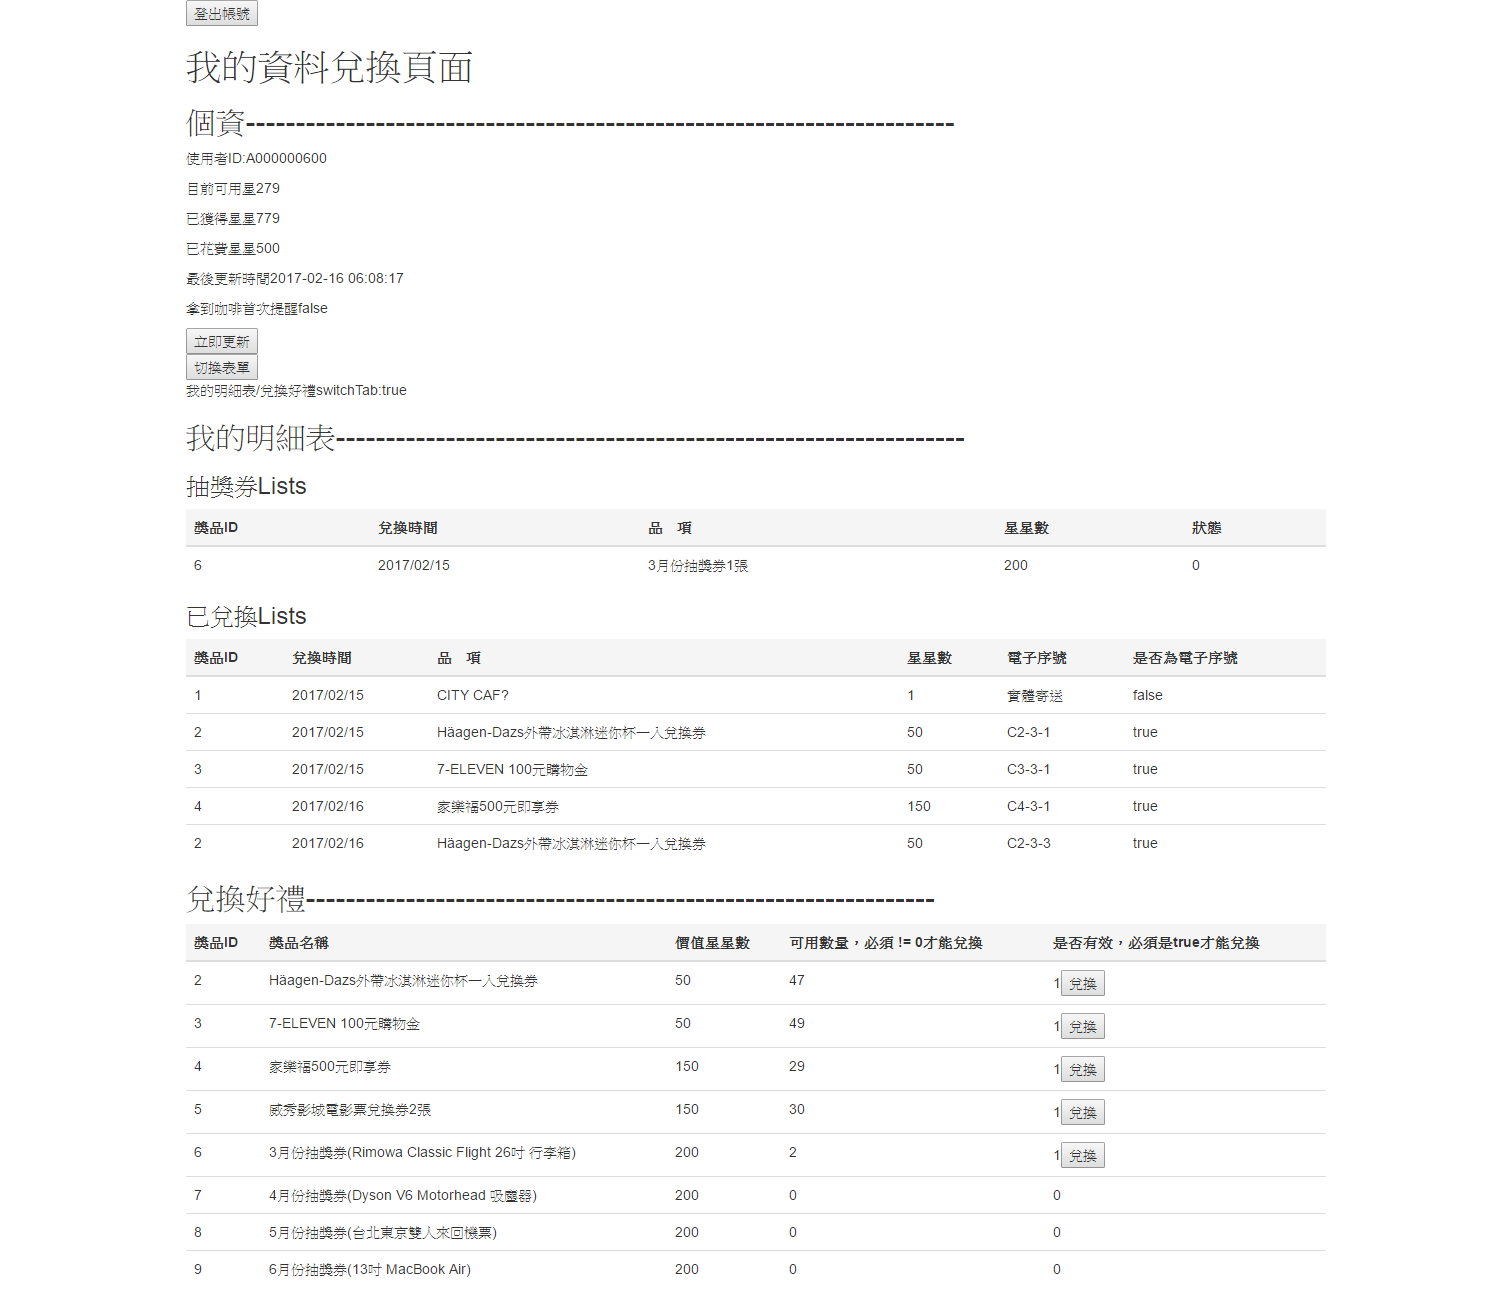 登出帳號
我的資料兌換頁面
個資-----------------------------------------------------------------------
使用者ID:A000000600
目前可用星279
已獲得星星779
已花費星星500
最後更新時間2017-02-16 06:08:17
拿到咖啡首次提醒false
立即更新
切換表單
我的明細表/兌換好禮switchTab:true
我的明細表---------------------------------------------------------------
抽獎券Lists
獎品ID 兌換時間 品　項 星星數 狀態
6 2017/02/15 3月份抽獎券1張 200 0
已兌換Lists
獎品ID 兌換時間 品　項 星星數 電子序號 是否為電子序號
1 2017/02/15 CITY CAF? 1 實體寄送 false
2 2017/02/15 Häagen-Dazs外帶冰淇淋迷你杯一入兌換券 50 C2-3-1 true
3 2017/02/15 7-ELEVEN 100元購物金 50 C3-3-1 true
4 2017/02/16 家樂福500元即享券 150 C4-3-1 true
2 2017/02/16 Häagen-Dazs外帶冰淇淋迷你杯一入兌換券 50 C2-3-3 true
兌換好禮---------------------------------------------------------------
獎品ID 獎品名稱 價值星星數 可用數量，必須 != 0才能兌換 是否有效，必須是true才能兌換
2 Häagen-Dazs外帶冰淇淋迷你杯一入兌換券 50 47 1 兌換
3 7-ELEVEN 100元購物金 50 49 1 兌換
4 家樂福500元即享券 150 29 1 兌換
5 威秀影城電影票兌換券2張 150 30 1 兌換
6 3月份抽獎券(Rimowa Classic Flight 26吋 行李箱) 200 2 1 兌換
7 4月份抽獎券(Dyson V6 Motorhead 吸塵器) 200 0 0
8 5月份抽獎券(台北東京雙人來回機票) 200 0 0
9 6月份抽獎券(13吋 MacBook Air) 200 0 0